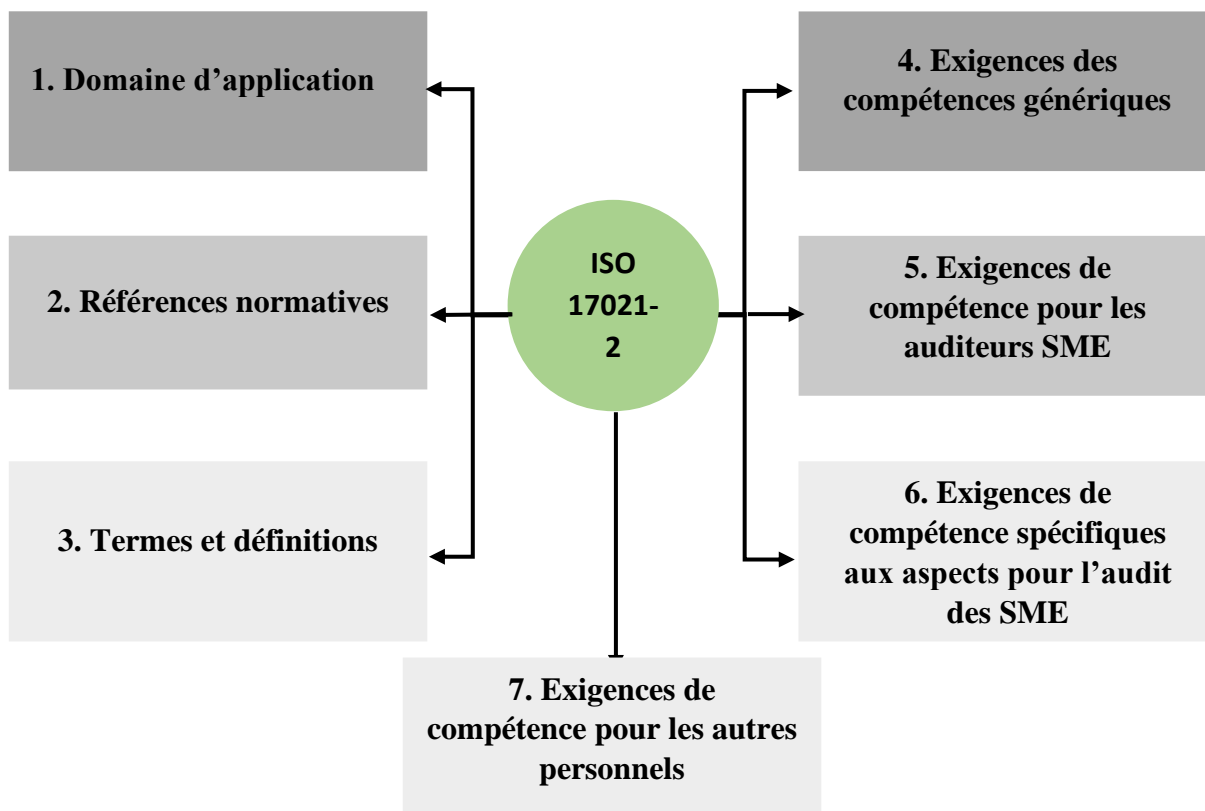 1. Domaine d’application
2. Références normatives
3. Termes et définitions
ISO
17021-
2
4. Exigences des
compétences génériques
5. Exigences de
compétence pour les
auditeurs SME
6. Exigences de
compétence spécifiques
aux aspects pour l’audit
des SME
7. Exigences de
compétence pour les autres
personnels